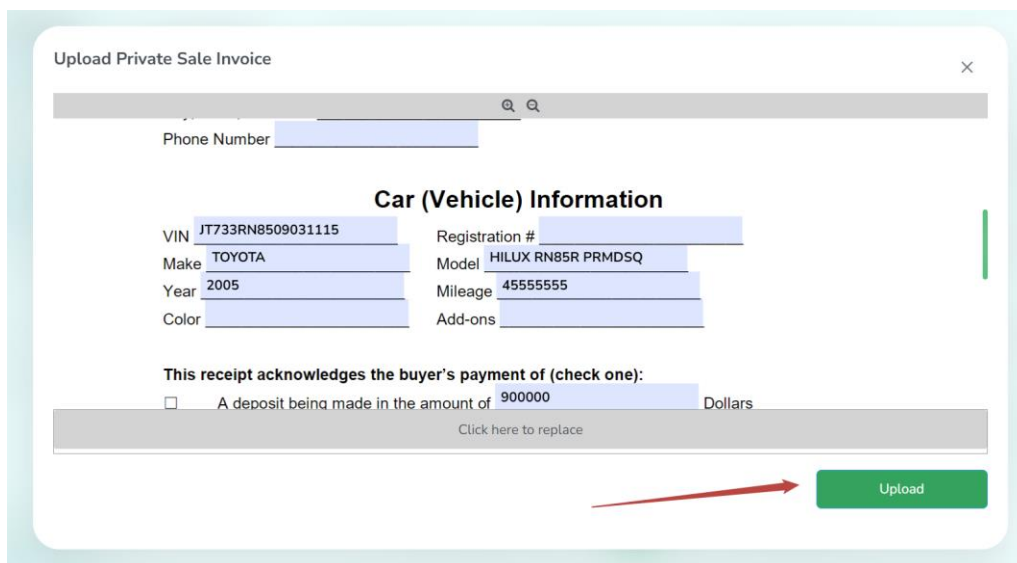 Upload Private Sale Invoice
Phone Number
Car (Vehicle) Information
VIN JT733RN8509031115 Registration #
Make TOYOTA Model HILUX RN85R PRMDSQ
Year 2005 Mileage 45555555
Color Add-ons
This receipt acknowledges the buyer's payment of (check one):
☐ A deposit being made in the amount of 900000 Dollars
Click here to replace
Upload